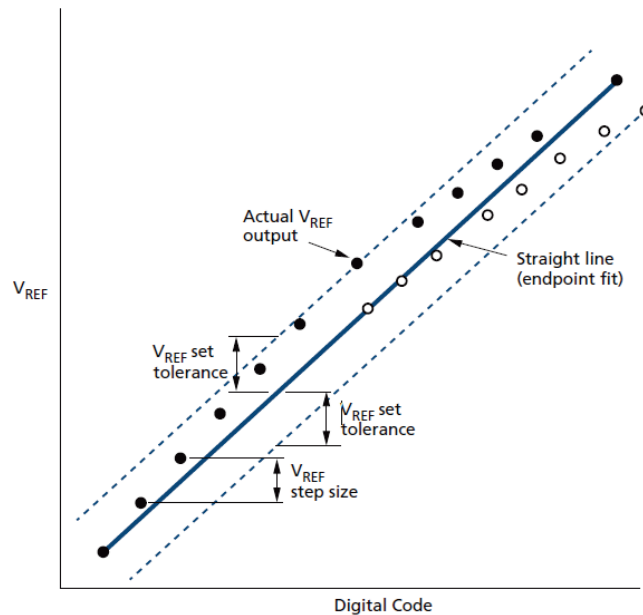 Actual VREF
output
Straight line
(endpoint fit)
VREF
VREF set
tolerance
VREF set
tolerance
VREF
step size
Digital Code